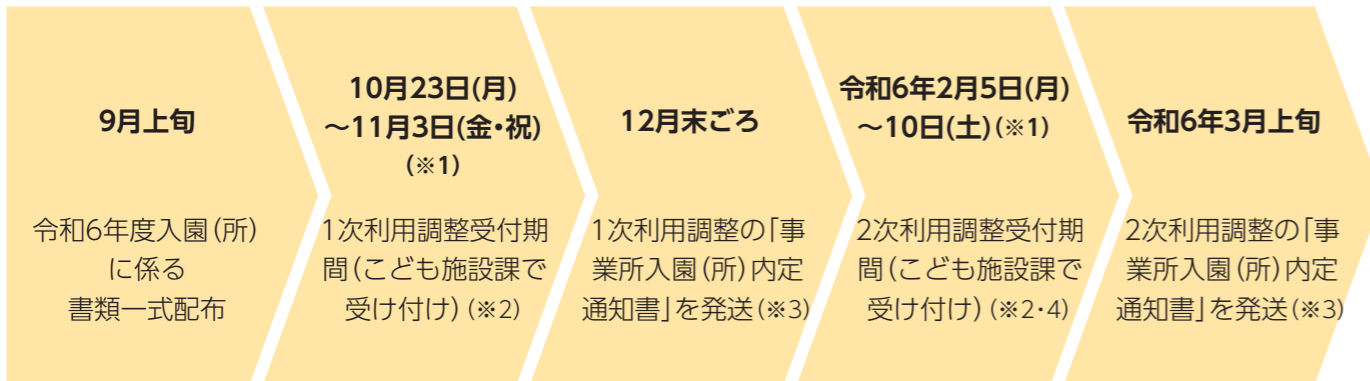 9月上旬
令和6年度入園(所)
に係る
書類一式配布
10月23日(月)
～11月3日(金・祝)
(※1)
1次利用調整受付期
間(こども施設課で
受け付け)(※2)
12月末ごろ
1次利用調整の「事
業所入園(所)内定
通知書」を発送(※3)
令和6年2月5日(月)
～10日(土)(※1)
2次利用調整受付期
間(こども施設課で
受け付け)(※2・4)
令和6年3月上旬
2次利用調整の「事
業所入園(所)内定
通知書」を発送(※3)